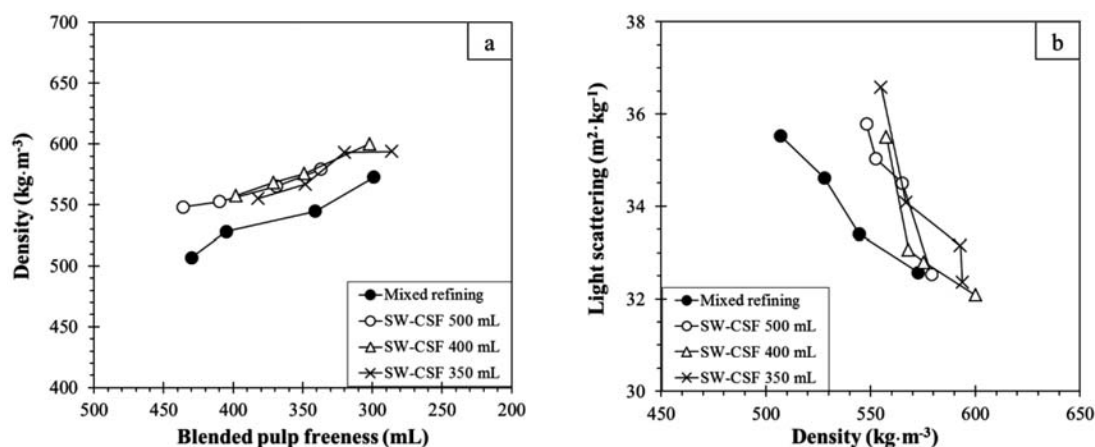 a
700
650
600
550
500
450
400
Density (kg·m⁻³)
500 450 400 350 300 250 200
Blended pulp freeness (mL)
Mixed refining
SW-CSF 500 mL
SW-CSF 400 mL
SW-CSF 350 mL
b
38
36
34
32
30
Light scattering (m²·kg⁻¹)
450 500 550 600 650
Density (kg·m⁻³)
Mixed refining
SW-CSF 500 mL
SW-CSF 400 mL
SW-CSF 350 mL